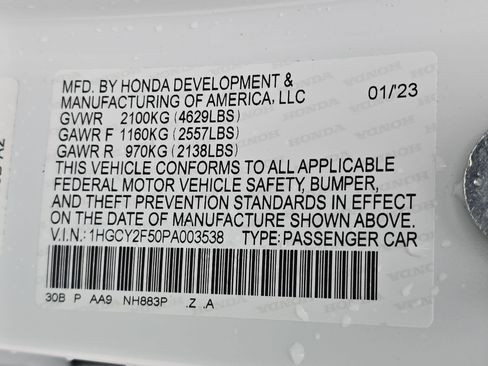 MFD. BY HONDA DEVELOPMENT &
MANUFACTURING OF AMERICA, LLC 01/23
GVWR 2100KG (4629LBS)
GAWR F 1160KG (2557LBS)
GAWR R 970KG (2138LBS)
THIS VEHICLE CONFORMS TO ALL APPLICABLE
FEDERAL MOTOR VEHICLE SAFETY, BUMPER,
AND THEFT PREVENTION STANDARDS IN EFFECT
ON THE DATE OF MANUFACTURE SHOWN ABOVE.
V.I.N.: 1HGCY2F50PA003538 TYPE: PASSENGER CAR
30B P AA9 NH883P .Z .A